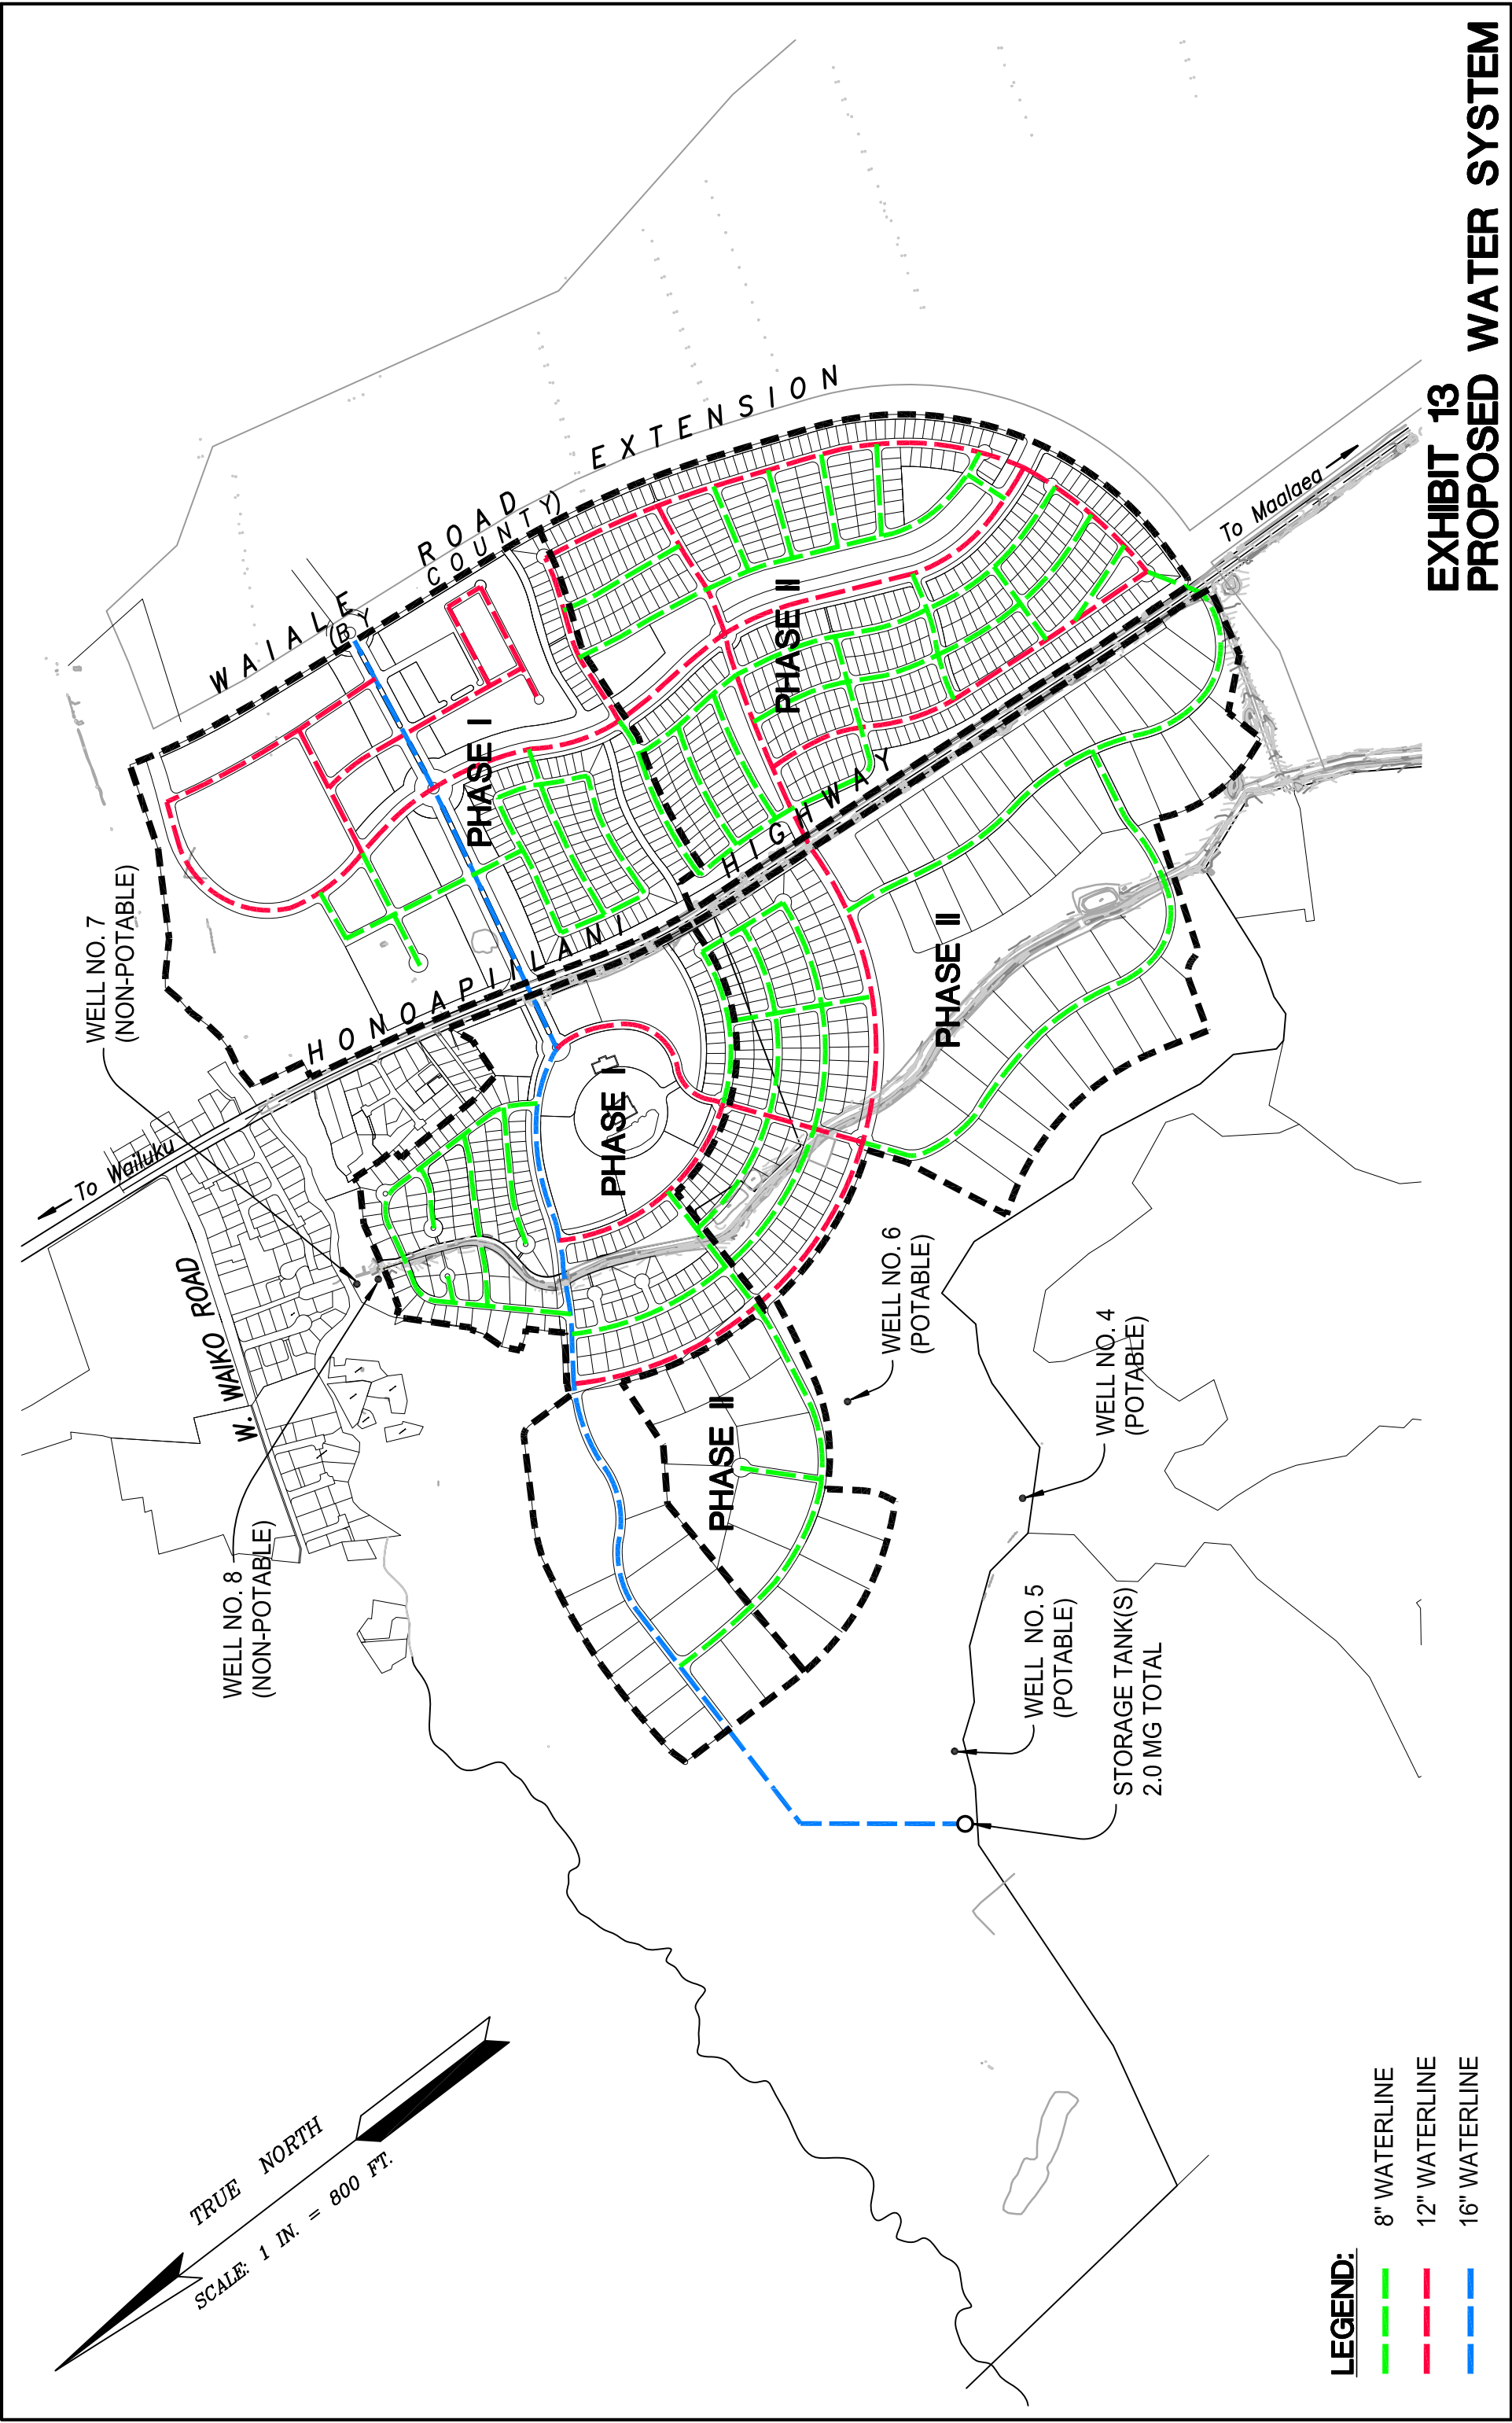 WELL NO. 7
(NON-POTABLE)
To Wailuku
W. WAIKO ROAD
WELL NO. 8
(NON-POTABLE)
HONOAPIILANI HIGHWAY
WAIALE ROAD EXTENSION
(BY COUNTY)
PHASE I
PHASE I
PHASE II
PHASE II
PHASE II
To Maalaea
WELL NO. 6
(POTABLE)
WELL NO. 4
(POTABLE)
WELL NO. 5
(POTABLE)
STORAGE TANK(S)
2.0 MG TOTAL
TRUE NORTH
SCALE: 1 IN. = 800 FT.
LEGEND:
8" WATERLINE
12" WATERLINE
16" WATERLINE
EXHIBIT 13
PROPOSED WATER SYSTEM